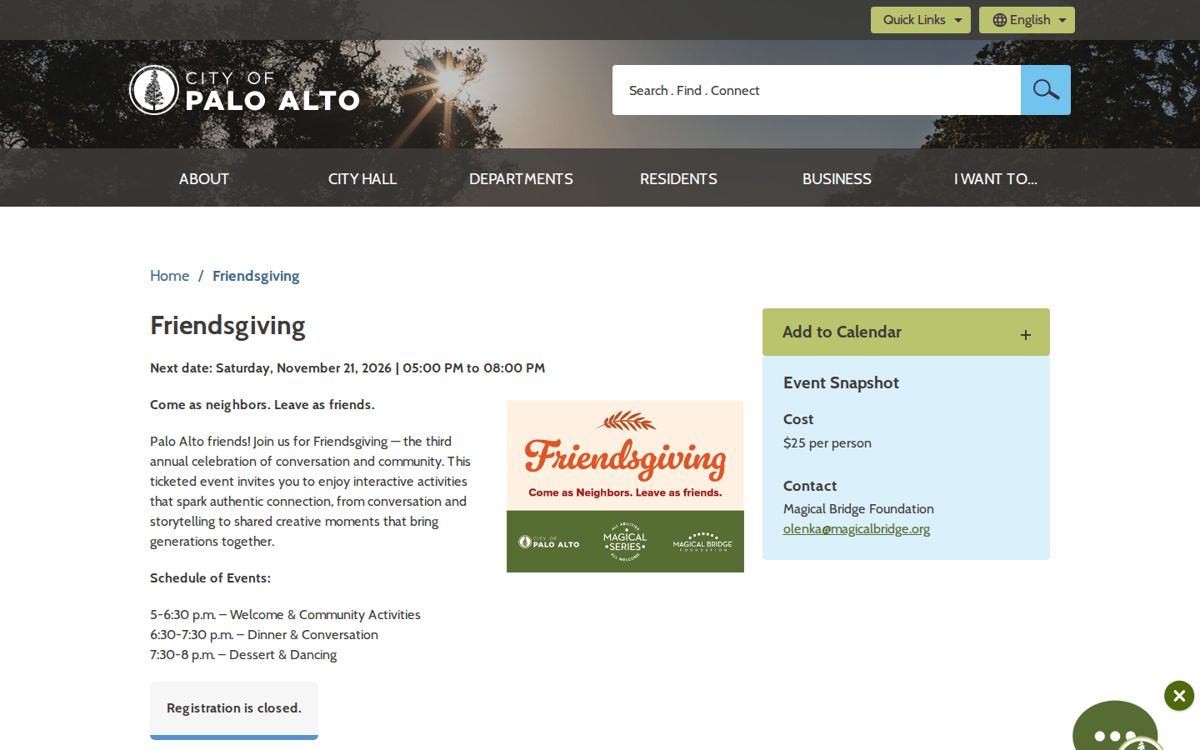 Quick Links
English
CITY OF
PALO ALTO
Search . Find . Connect
ABOUT
CITY HALL
DEPARTMENTS
RESIDENTS
BUSINESS
I WANT TO...
Home / Friendsgiving
Friendsgiving
Next date: Saturday, November 21, 2026 | 05:00 PM to 08:00 PM
Come as neighbors. Leave as friends.
Palo Alto friends! Join us for Friendsgiving — the third
annual celebration of conversation and community. This
ticketed event invites you to enjoy interactive activities
that spark authentic connection, from conversation and
storytelling to shared creative moments that bring
generations together.
Friendsgiving
Come as Neighbors. Leave as friends.
CITY OF
PALO ALTO
ALL ABILITIES
MAGICAL
SERIES
ALL WELCOME
MAGICAL BRIDGE
FOUNDATION
Schedule of Events:
5-6:30 p.m. – Welcome & Community Activities
6:30-7:30 p.m. – Dinner & Conversation
7:30-8 p.m. – Dessert & Dancing
Registration is closed.
Add to Calendar
Event Snapshot
Cost
$25 per person
Contact
Magical Bridge Foundation
olenka@magicalbridge.org